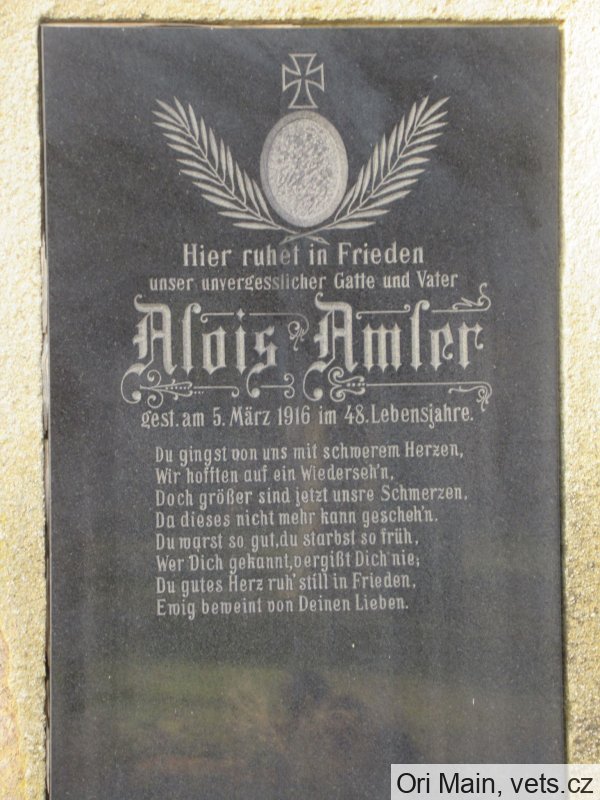 Hier ruhet in Frieden
unser unvergesslicher Gatte und Vater
Alois Amler
gest. am 5. März 1916 im 48. Lebensjahre.
Du gingst von uns mit schwerem Herzen,
Wir hofften auf ein Wiederseh'n,
Doch größer sind jetzt unsre Schmerzen,
Da dieses nicht mehr kann gescheh'n.
Du warst so gut, du starbst so früh,
Wer Dich gekannt, vergißt Dich nie;
Du gutes Herz ruh' still in Frieden,
Ewig beweint von Deinen Lieben.
Ori Main, vets.cz